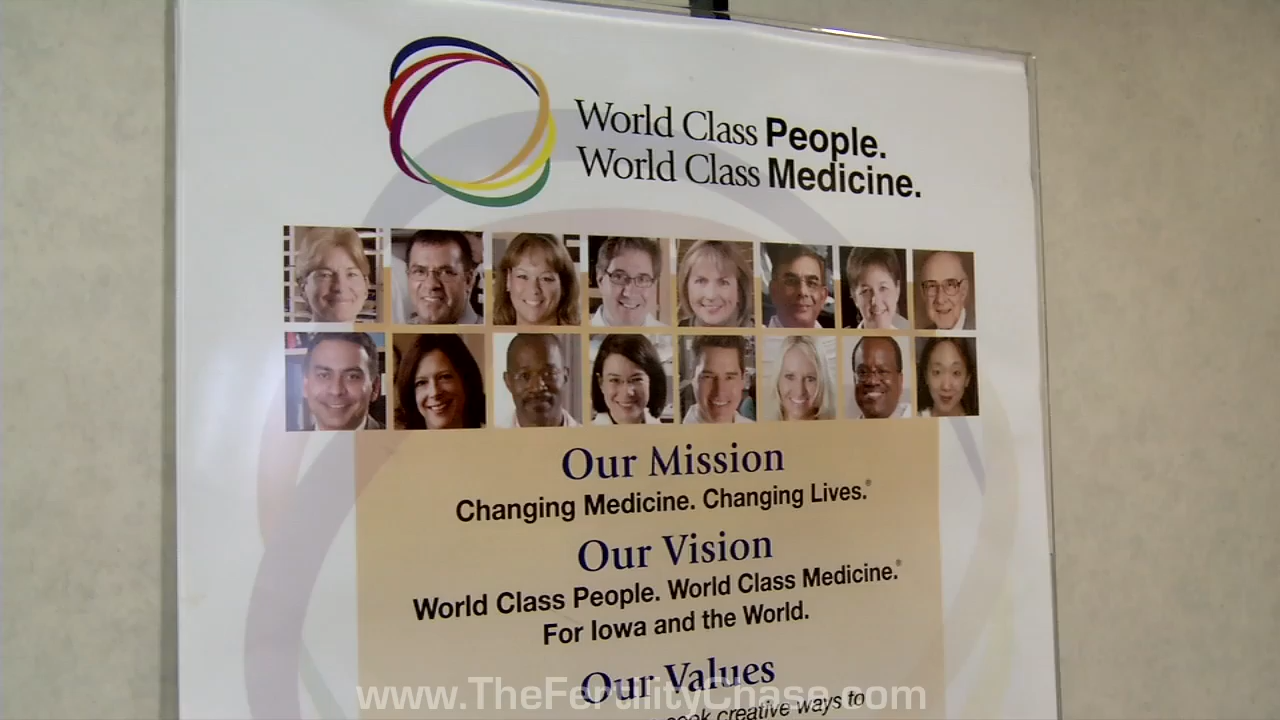 World Class People.
World Class Medicine.
Our Mission
Changing Medicine. Changing Lives.®
Our Vision
World Class People. World Class Medicine.®
For Iowa and the World.
Our Values
seek creative ways to
www.TheFertilityChase.com